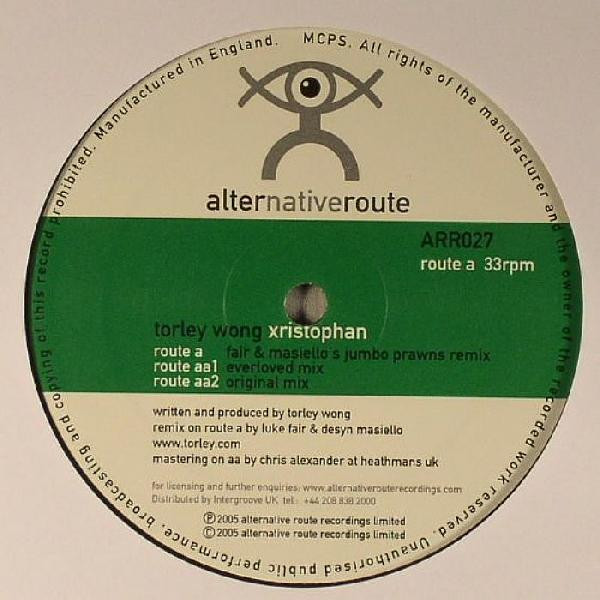 Manufactured in England. MCPS. All rights of the manufacturer and the owner of the recorded work reserved. Unauthorised public performance, broadcasting and copying of this record prohibited.
alternativeroute
ARR027
route a 33rpm
torley wong xristophan
route a fair & masiello's jumbo prawns remix
route aa1 everloved mix
route aa2 original mix
written and produced by torley wong
remix on route a by luke fair & desyn masiello
www.torley.com
mastering on aa by chris alexander at heathmans uk
for licensing and further enquiries: www.alternativerouterecordings.com
Distributed by Intergroove UK tel: +44 208 838 2000
℗2005 alternative route recordings limited
©2005 alternative route recordings limited